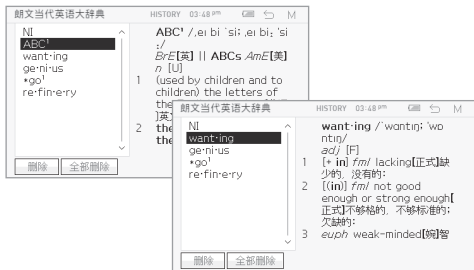 朗文当代英语大辞典
HISTORY 03:48 PM
M
NI
ABC¹
want·ing
ge·ni·us
*go¹
re·fin·e·ry
删除
全部删除
ABC¹ /ˌeɪ bi ˈsi; ˌeɪ biː ˈsi
ː/
BrE[英] || ABCs AmE[美]
n [U]
1 (used by children and to
children) the letters of
the
]英文
2 the
the
朗文当代英语大辞典
HISTORY 03:48 PM
M
NI
want·ing
ge·ni·us
*go¹
re·fin·e·ry
删除
全部删除
want·ing /ˈwɑntɪŋ; ˈwɒ
ntɪŋ/
adj [F]
1 [+ in] fml lacking[正式]缺
少的，没有的：
2 [(in)] fml not good
enough or strong enough[
正式]不够格的，不够标准的；
欠缺的：
3 euph weak-minded[婉]智